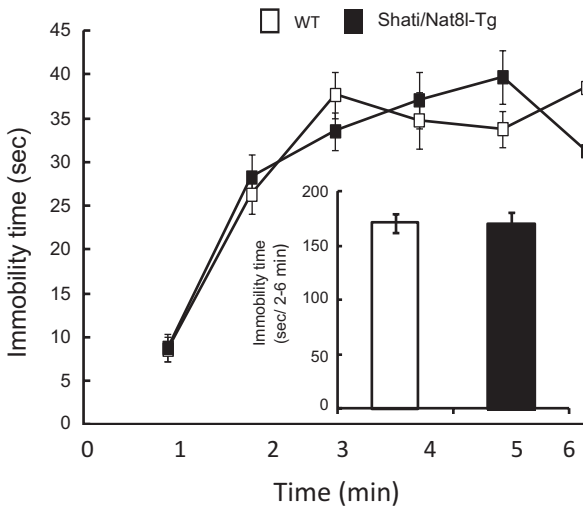 WT Shati/Nat8l-Tg
45
40
35
30
25
20
15
10
5
0
Immobility time (sec)
0 1 2 3 4 5 6
Time (min)
200
150
100
50
0
Immobility time
(sec/ 2-6 min)